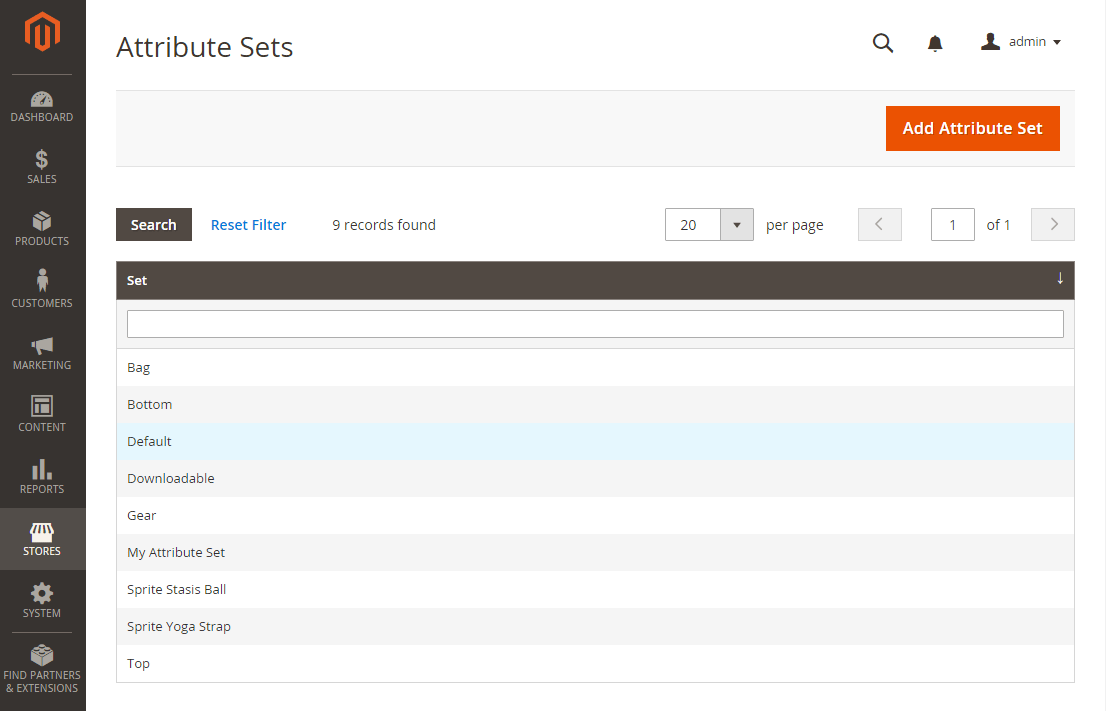 Attribute Sets
admin
DASHBOARD
SALES
PRODUCTS
CUSTOMERS
MARKETING
CONTENT
REPORTS
STORES
SYSTEM
FIND PARTNERS
& EXTENSIONS
Add Attribute Set
Search Reset Filter 9 records found 20 per page 1 of 1
Set ↓
Bag
Bottom
Default
Downloadable
Gear
My Attribute Set
Sprite Stasis Ball
Sprite Yoga Strap
Top